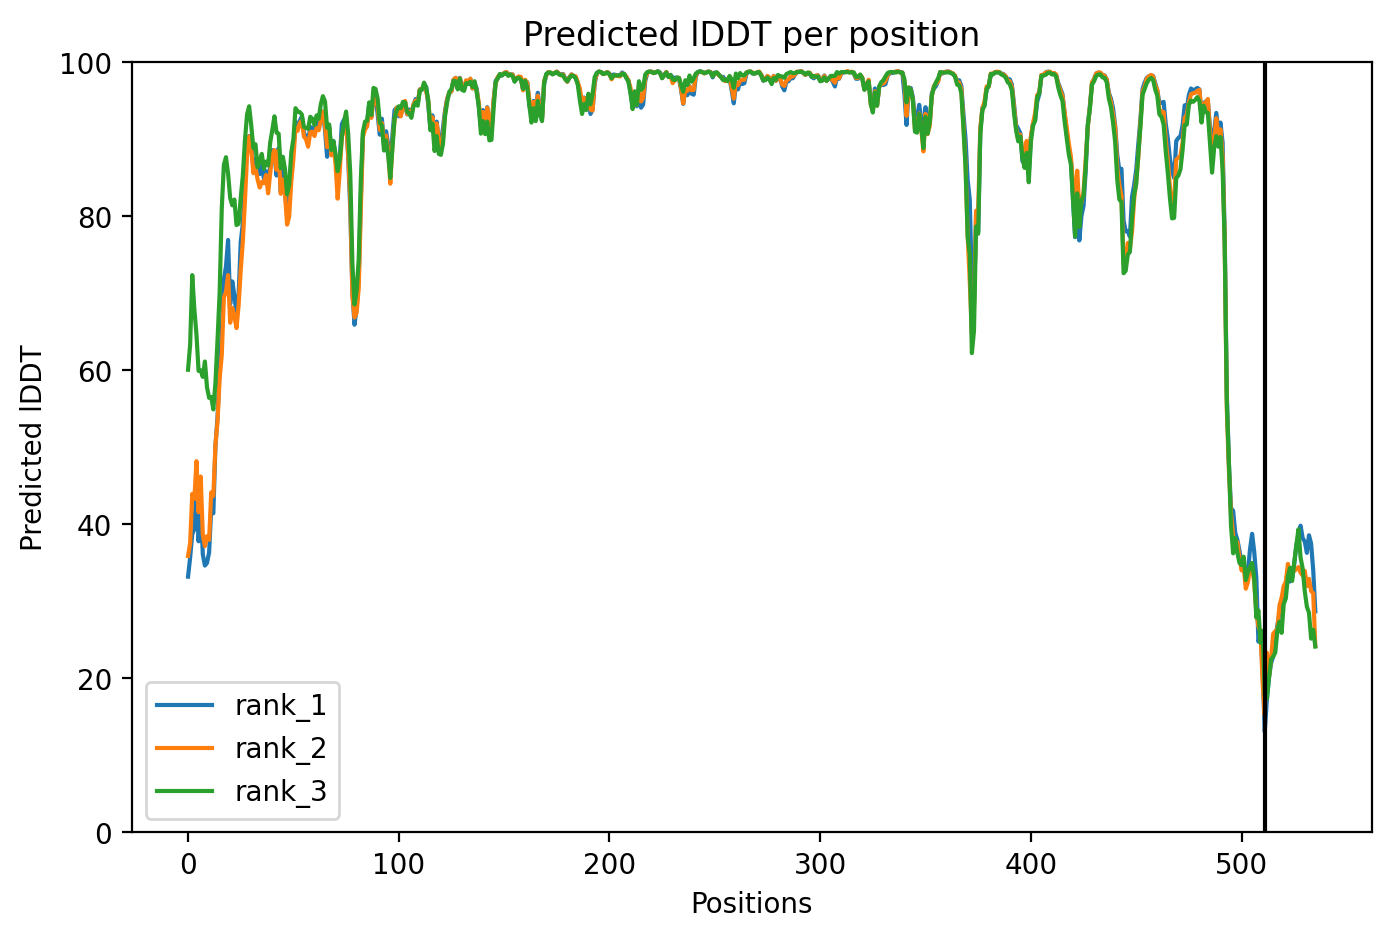 Predicted lDDT per position
100
80
60
40
20
0
Predicted lDDT
0 100 200 300 400 500
Positions
rank_1
rank_2
rank_3